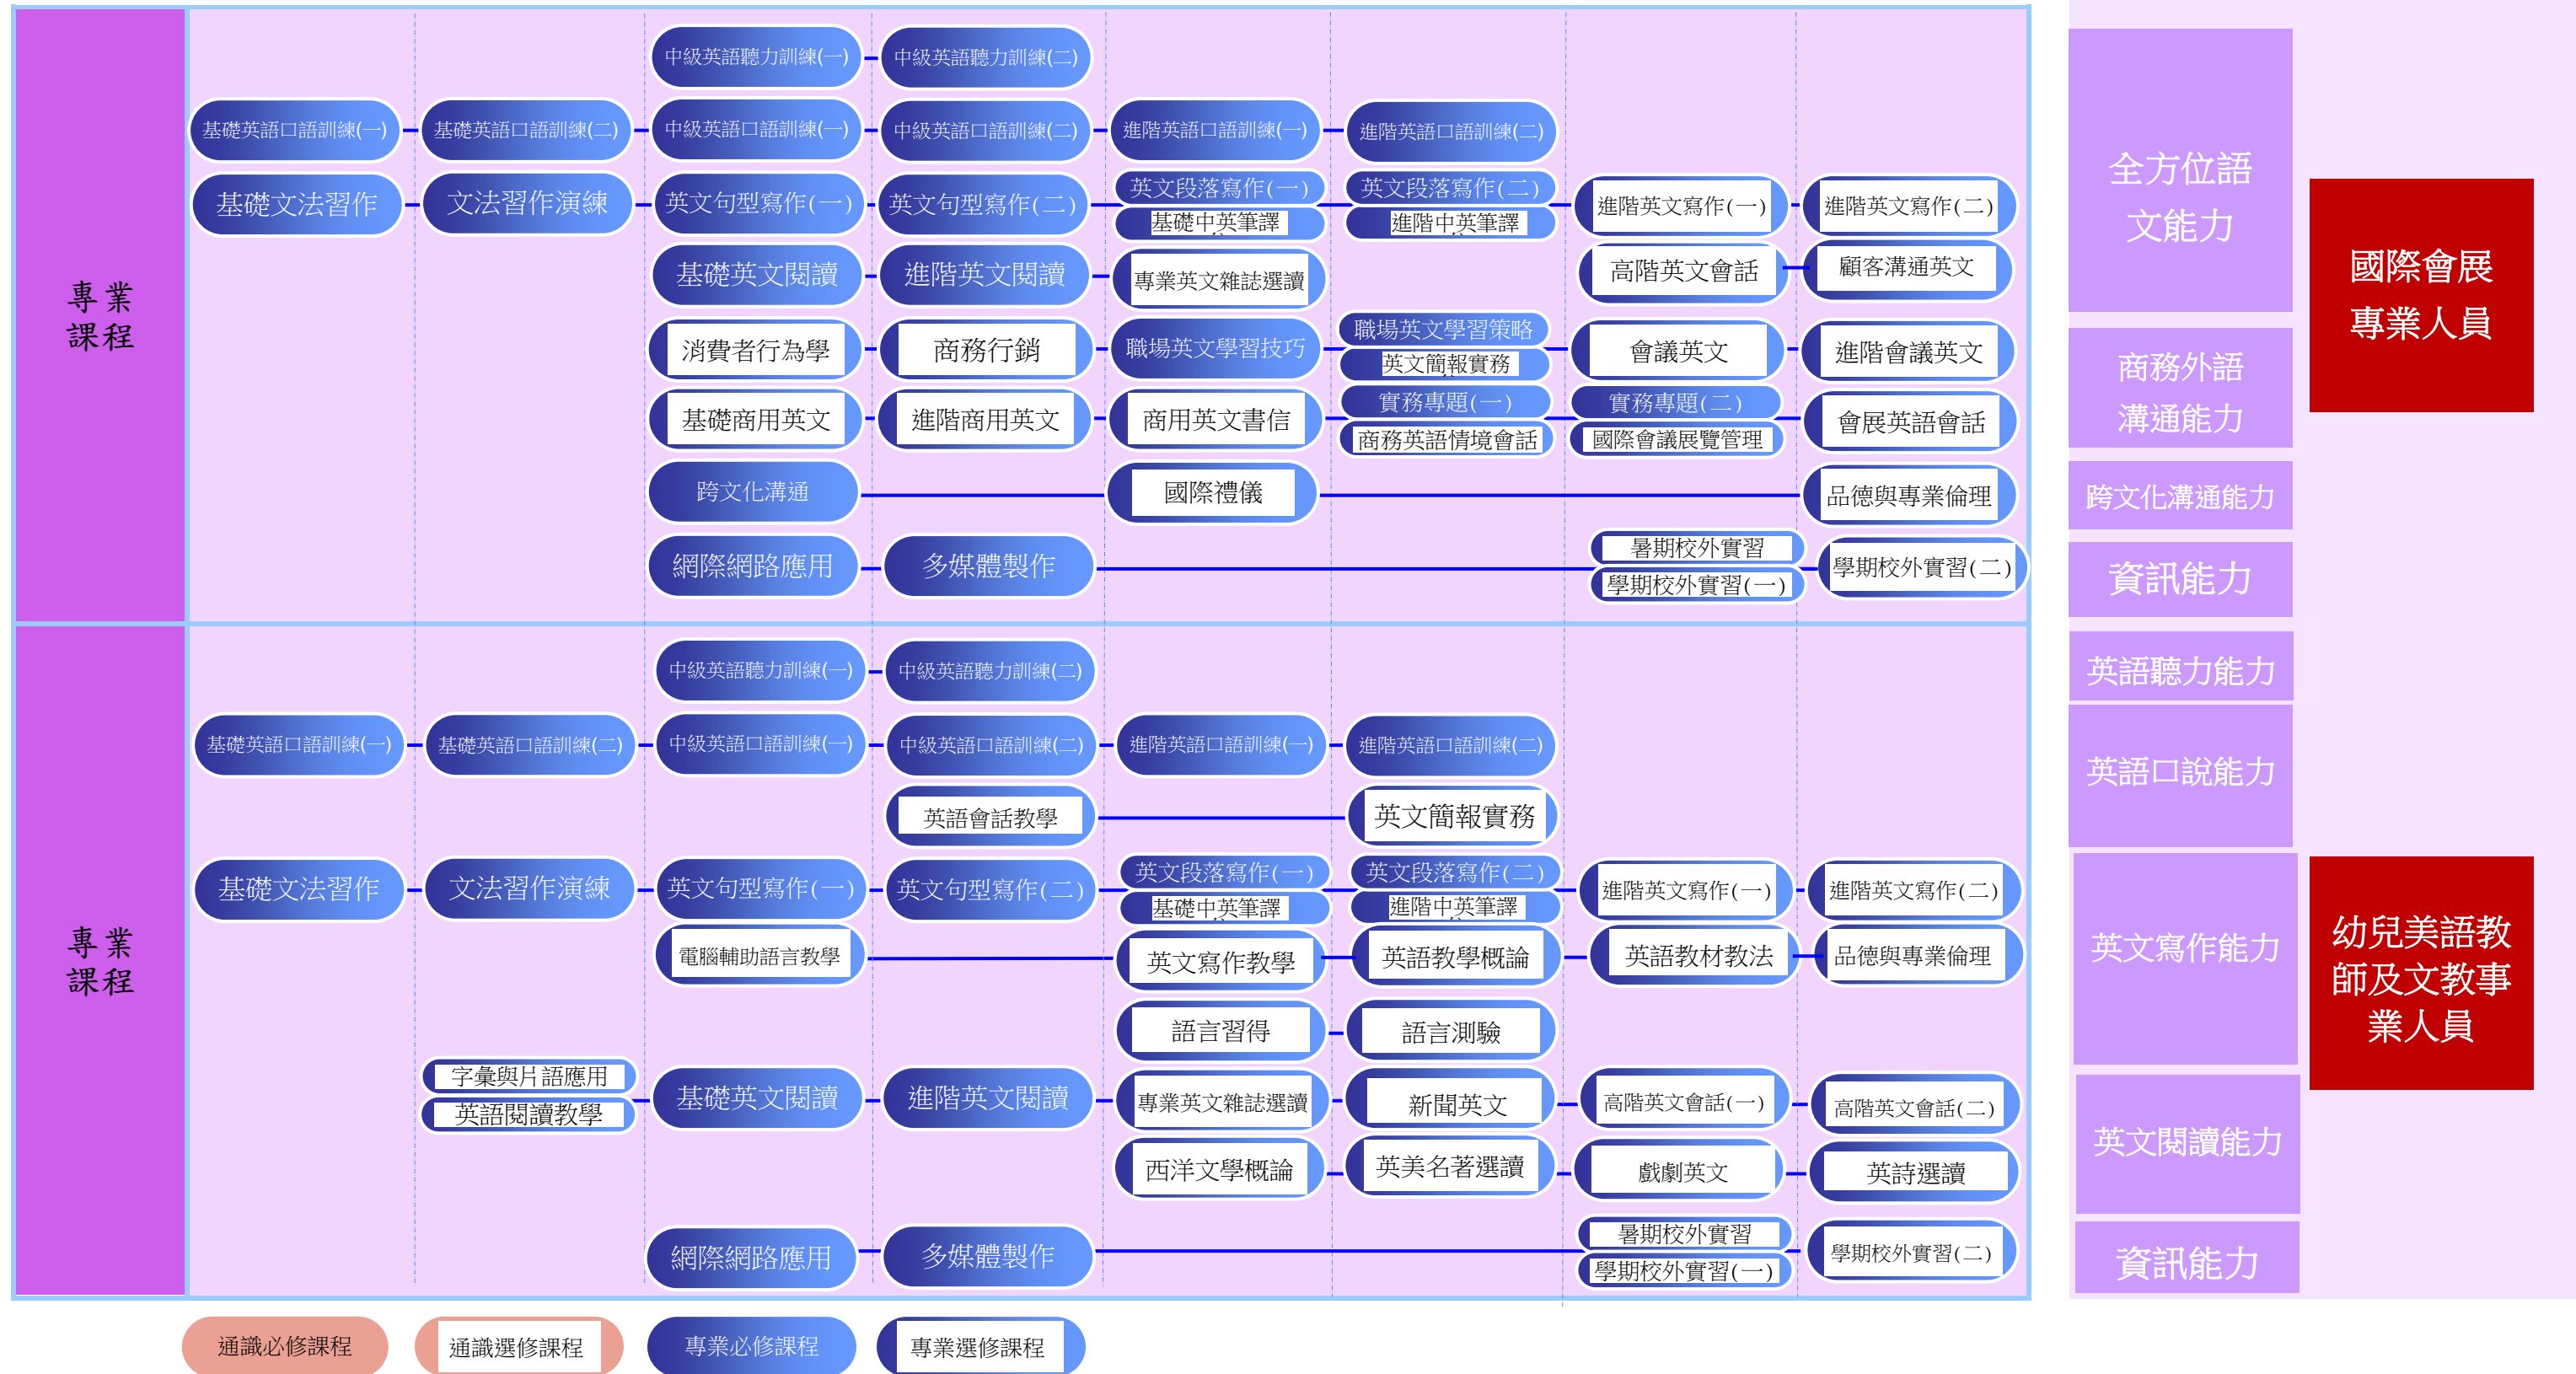 中級英語聽力訓練(一)
中級英語聽力訓練(二)
基礎英語口語訓練(一)
基礎英語口語訓練(二)
中級英語口語訓練(一)
中級英語口語訓練(二)
進階英語口語訓練(一)
進階英語口語訓練(二)
基礎文法習作
文法習作演練
英文句型寫作(一)
英文句型寫作(二)
英文段落寫作(一)
基礎中英筆譯
英文段落寫作(二)
進階中英筆譯
進階英文寫作(一)
進階英文寫作(二)
基礎英文閱讀
進階英文閱讀
專業英文雜誌選讀
高階英文會話
顧客溝通英文
專業
課程
消費者行為學
商務行銷
職場英文學習技巧
職場英文學習策略
英文簡報實務
會議英文
進階會議英文
基礎商用英文
進階商用英文
商用英文書信
實務專題(一)
商務英語情境會話
實務專題(二)
國際會議展覽管理
會展英語會話
跨文化溝通
國際禮儀
品德與專業倫理
網際網路應用
多媒體製作
暑期校外實習
學期校外實習(一)
學期校外實習(二)
全方位語
文能力
商務外語
溝通能力
跨文化溝通能力
資訊能力
國際會展
專業人員
中級英語聽力訓練(一)
中級英語聽力訓練(二)
基礎英語口語訓練(一)
基礎英語口語訓練(二)
中級英語口語訓練(一)
中級英語口語訓練(二)
進階英語口語訓練(一)
進階英語口語訓練(二)
英語會話教學
英文簡報實務
基礎文法習作
文法習作演練
英文句型寫作(一)
英文句型寫作(二)
英文段落寫作(一)
基礎中英筆譯
英文段落寫作(二)
進階中英筆譯
進階英文寫作(一)
進階英文寫作(二)
專業
課程
電腦輔助語言教學
英文寫作教學
英語教學概論
英語教材教法
品德與專業倫理
語言習得
語言測驗
字彙與片語應用
英語閱讀教學
基礎英文閱讀
進階英文閱讀
專業英文雜誌選讀
新聞英文
高階英文會話(一)
高階英文會話(二)
西洋文學概論
英美名著選讀
戲劇英文
英詩選讀
網際網路應用
多媒體製作
暑期校外實習
學期校外實習(一)
學期校外實習(二)
英語聽力能力
英語口說能力
英文寫作能力
英文閱讀能力
資訊能力
幼兒美語教
師及文教事
業人員
通識必修課程
通識選修課程
專業必修課程
專業選修課程